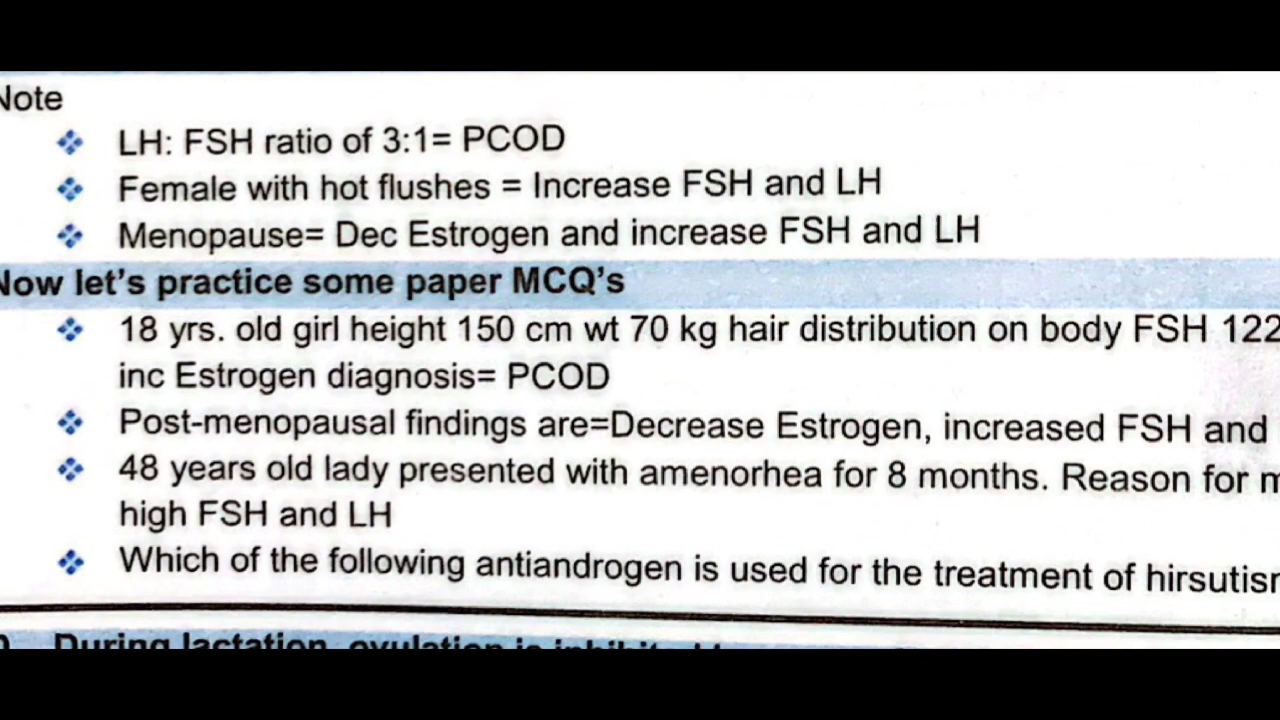 Note
LH: FSH ratio of 3:1= PCOD
Female with hot flushes = Increase FSH and LH
Menopause= Dec Estrogen and increase FSH and LH
Now let's practice some paper MCQ's
18 yrs. old girl height 150 cm wt 70 kg hair distribution on body FSH 122
inc Estrogen diagnosis= PCOD
Post-menopausal findings are=Decrease Estrogen, increased FSH and
48 years old lady presented with amenorhea for 8 months. Reason for
high FSH and LH
Which of the following antiandrogen is used for the treatment of
During lactation, ovulation is